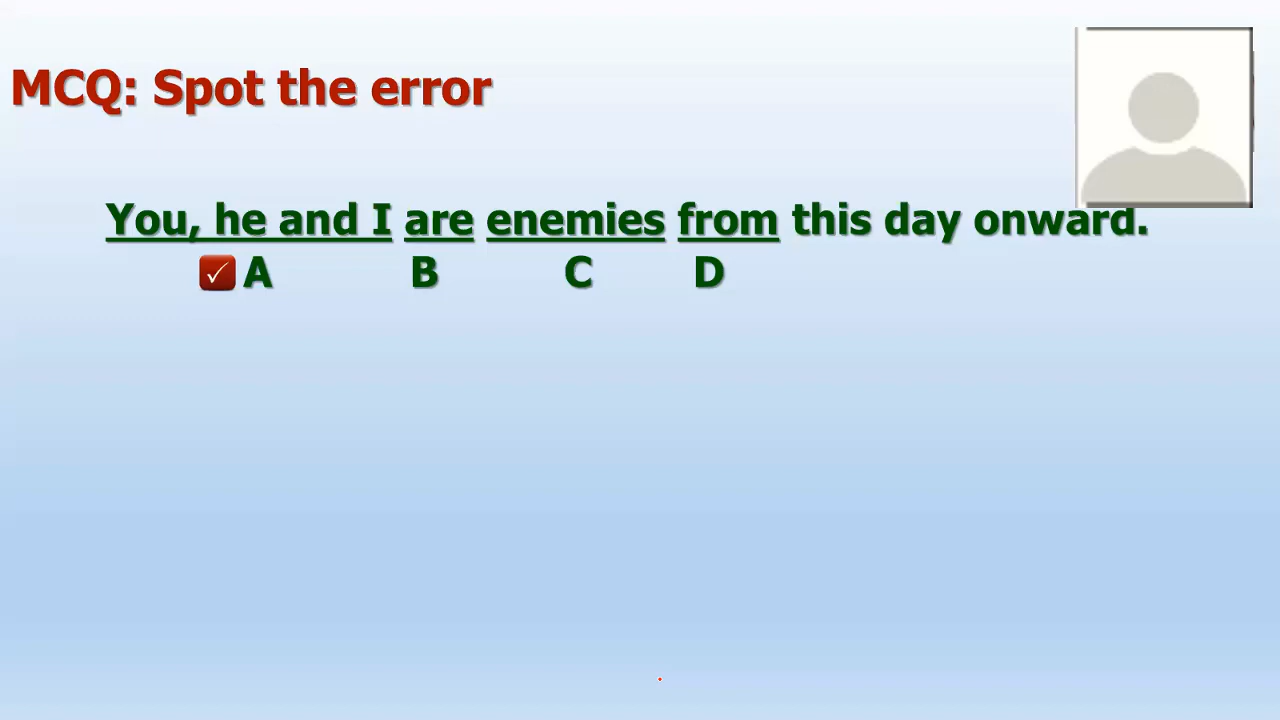 MCQ: Spot the error
You, he and I are enemies from this day onward.
A B C D